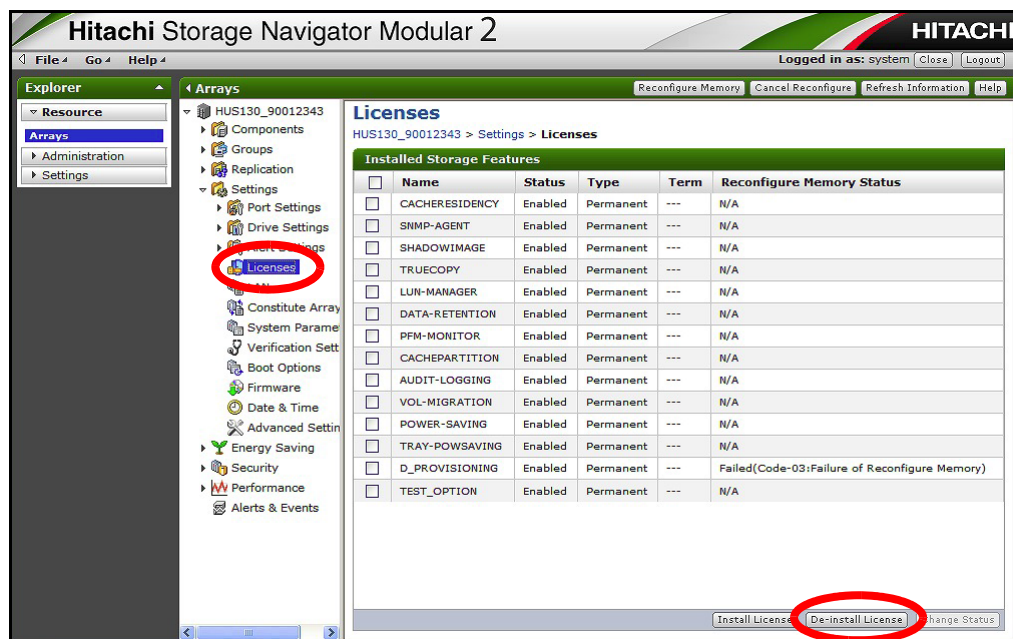 Hitachi Storage Navigator Modular 2
HITACHI
File Go Help
Logged in as: system Close Logout
Explorer
Resource
Arrays
Administration
Settings
Arrays
Reconfigure Memory Cancel Reconfigure Refresh Information Help
HUS130_90012343
Components
Groups
Replication
Settings
Port Settings
Drive Settings
Alert Settings
Licenses
LAN
Constitute Array
System Parame
Verification Sett
Boot Options
Firmware
Date & Time
Advanced Settin
Energy Saving
Security
Performance
Alerts & Events
Licenses
HUS130_90012343 > Settings > Licenses
Installed Storage Features
Name Status Type Term Reconfigure Memory Status
CACHERESIDENCY Enabled Permanent --- N/A
SNMP-AGENT Enabled Permanent --- N/A
SHADOWIMAGE Enabled Permanent --- N/A
TRUECOPY Enabled Permanent --- N/A
LUN-MANAGER Enabled Permanent --- N/A
DATA-RETENTION Enabled Permanent --- N/A
PFM-MONITOR Enabled Permanent --- N/A
CACHEPARTITION Enabled Permanent --- N/A
AUDIT-LOGGING Enabled Permanent --- N/A
VOL-MIGRATION Enabled Permanent --- N/A
POWER-SAVING Enabled Permanent --- N/A
TRAY-POWSAVING Enabled Permanent --- N/A
D_PROVISIONING Enabled Permanent --- Failed(Code-03:Failure of Reconfigure Memory)
TEST_OPTION Enabled Permanent --- N/A
Install License De-install License Change Status